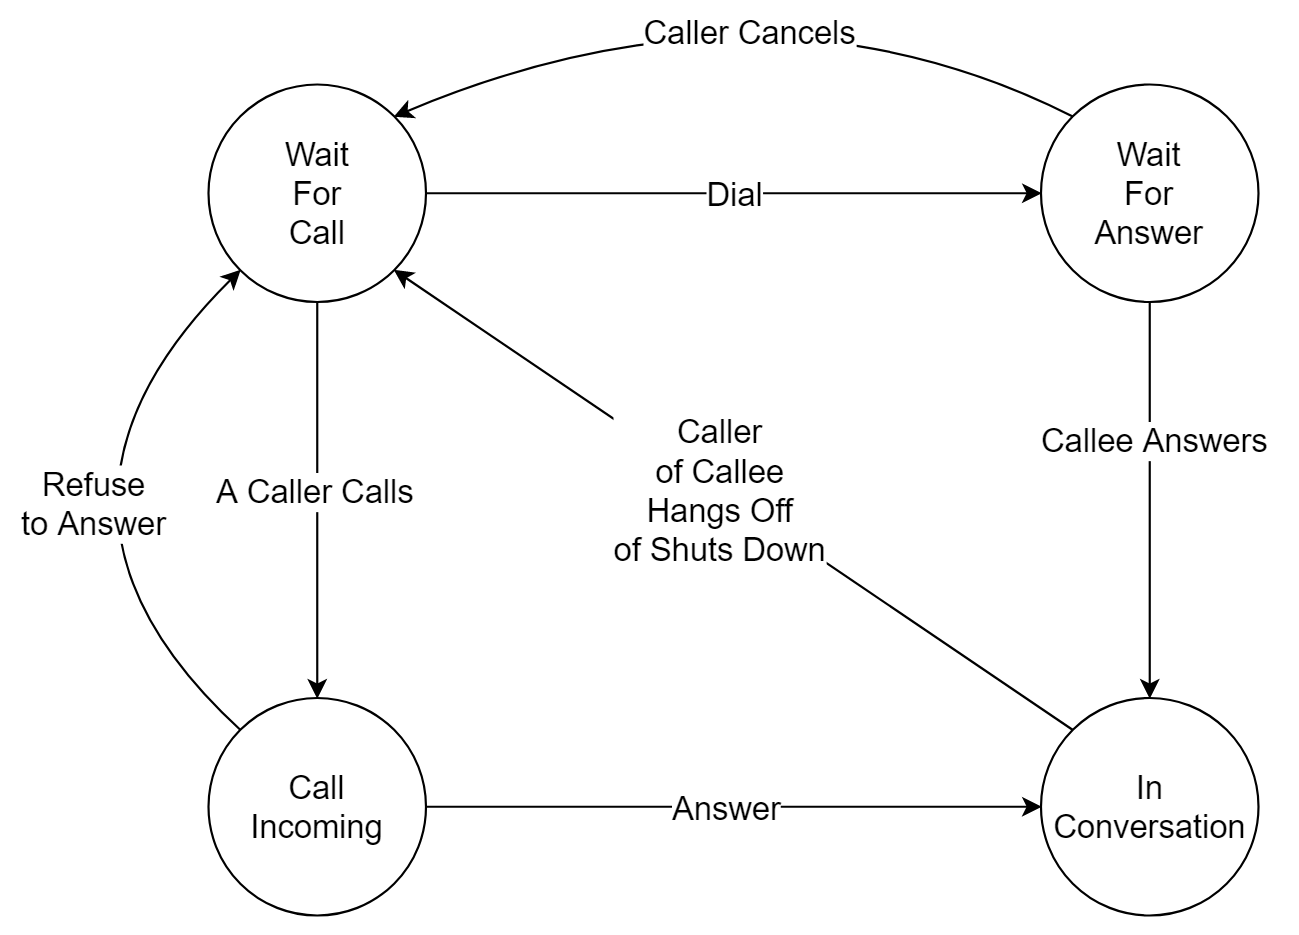 Caller Cancels
Wait
For
Call
Dial
Wait
For
Answer
Refuse
to Answer
A Caller Calls
Caller
of Callee
Hangs Off
of Shuts Down
Callee Answers
Call
Incoming
Answer
In
Conversation